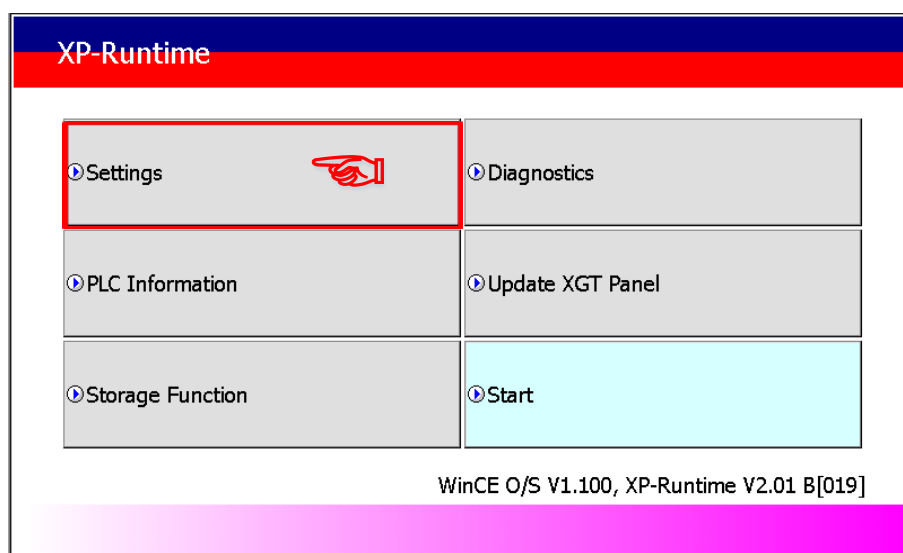 XP-Runtime
Settings
Diagnostics
PLC Information
Update XGT Panel
Storage Function
Start
WinCE O/S V1.100, XP-Runtime V2.01 B[019]